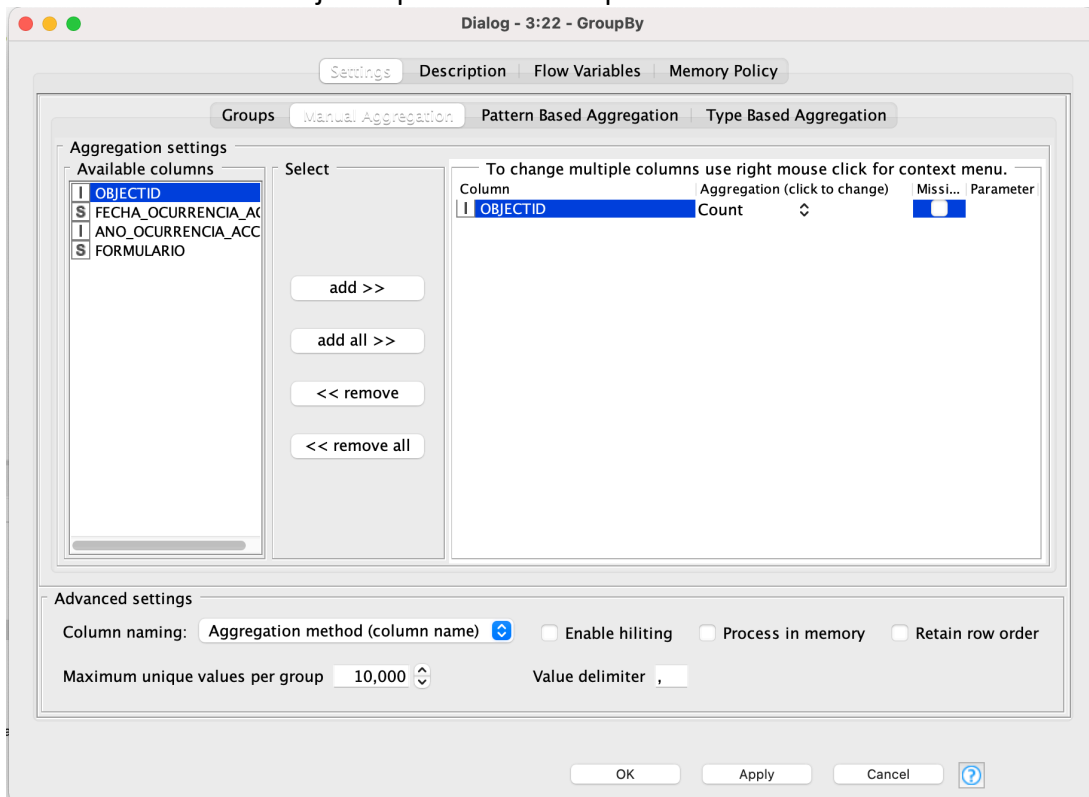 Dialog - 3:22 - GroupBy
Settings Description Flow Variables Memory Policy
Groups Manual Aggregation Pattern Based Aggregation Type Based Aggregation
Aggregation settings
Available columns
I OBJECTID
S FECHA_OCURRENCIA_AC
I ANO_OCURRENCIA_ACC
S FORMULARIO
Select
add >>
add all >>
<< remove
<< remove all
To change multiple columns use right mouse click for context menu.
Column Aggregation (click to change) Missi... Parameter
I OBJECTID Count
Advanced settings
Column naming: Aggregation method (column name) Enable hiliting Process in memory Retain row order
Maximum unique values per group 10,000 Value delimiter ,
OK Apply Cancel ?